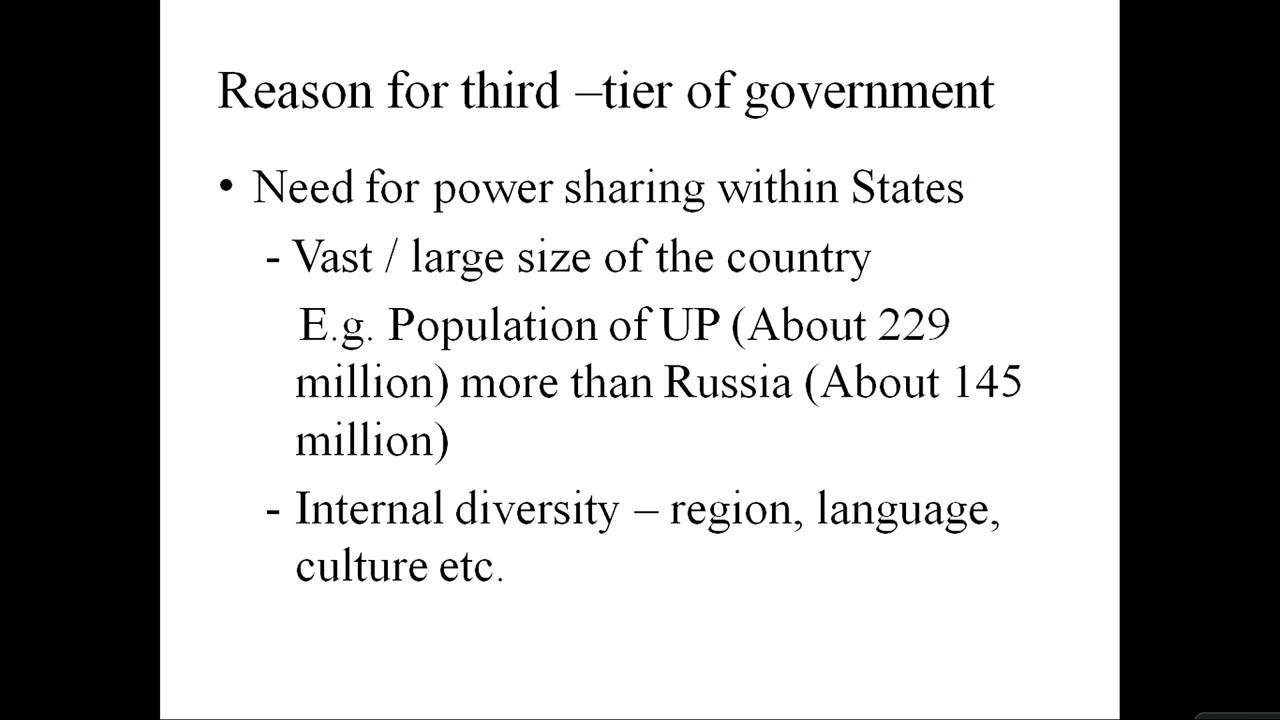 Reason for third –tier of government
• Need for power sharing within States
- Vast / large size of the country
E.g. Population of UP (About 229
million) more than Russia (About 145
million)
- Internal diversity – region, language,
culture etc.